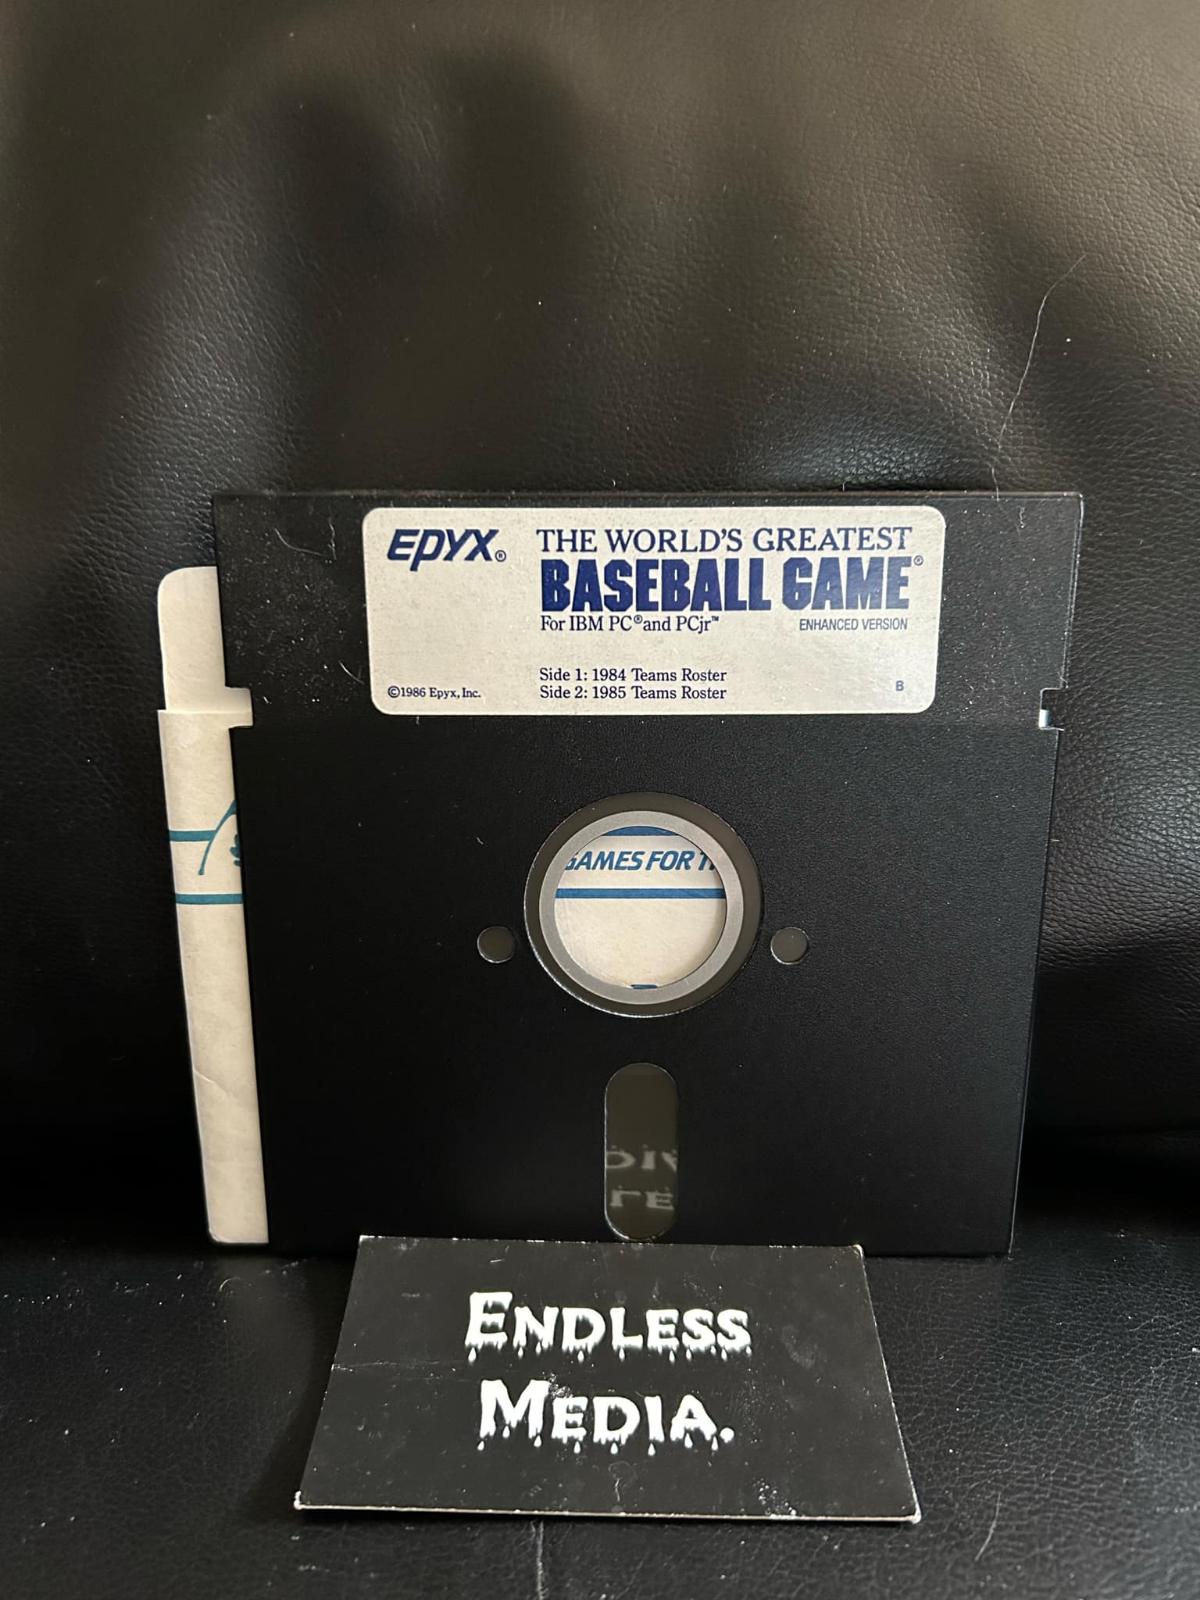 EPYX®
THE WORLD'S GREATEST
BASEBALL GAME®
For IBM PC® and PCjr™
ENHANCED VERSION
Side 1: 1984 Teams Roster
Side 2: 1985 Teams Roster
©1986 Epyx, Inc.
B
GAMES FOR
ENDLESS
MEDIA.